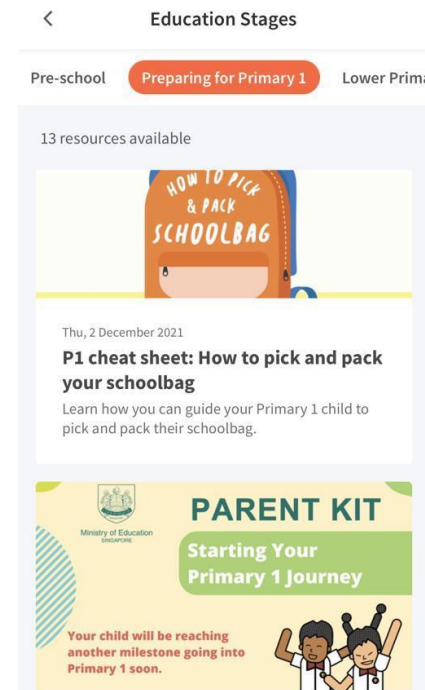 Education Stages
Pre-school
Preparing for Primary 1
Lower
13 resources available
HOW TO PICK
& PACK
SCHOOLBAG
Thu, 2 December 2021
P1 cheat sheet: How to pick and pack
your schoolbag
Learn how you can guide your Primary 1 child to
pick and pack their schoolbag.
Ministry of Education
SINGAPORE
PARENT KIT
Starting Your
Primary 1 Journey
Your child will be reaching
another milestone going into
Primary 1 soon.